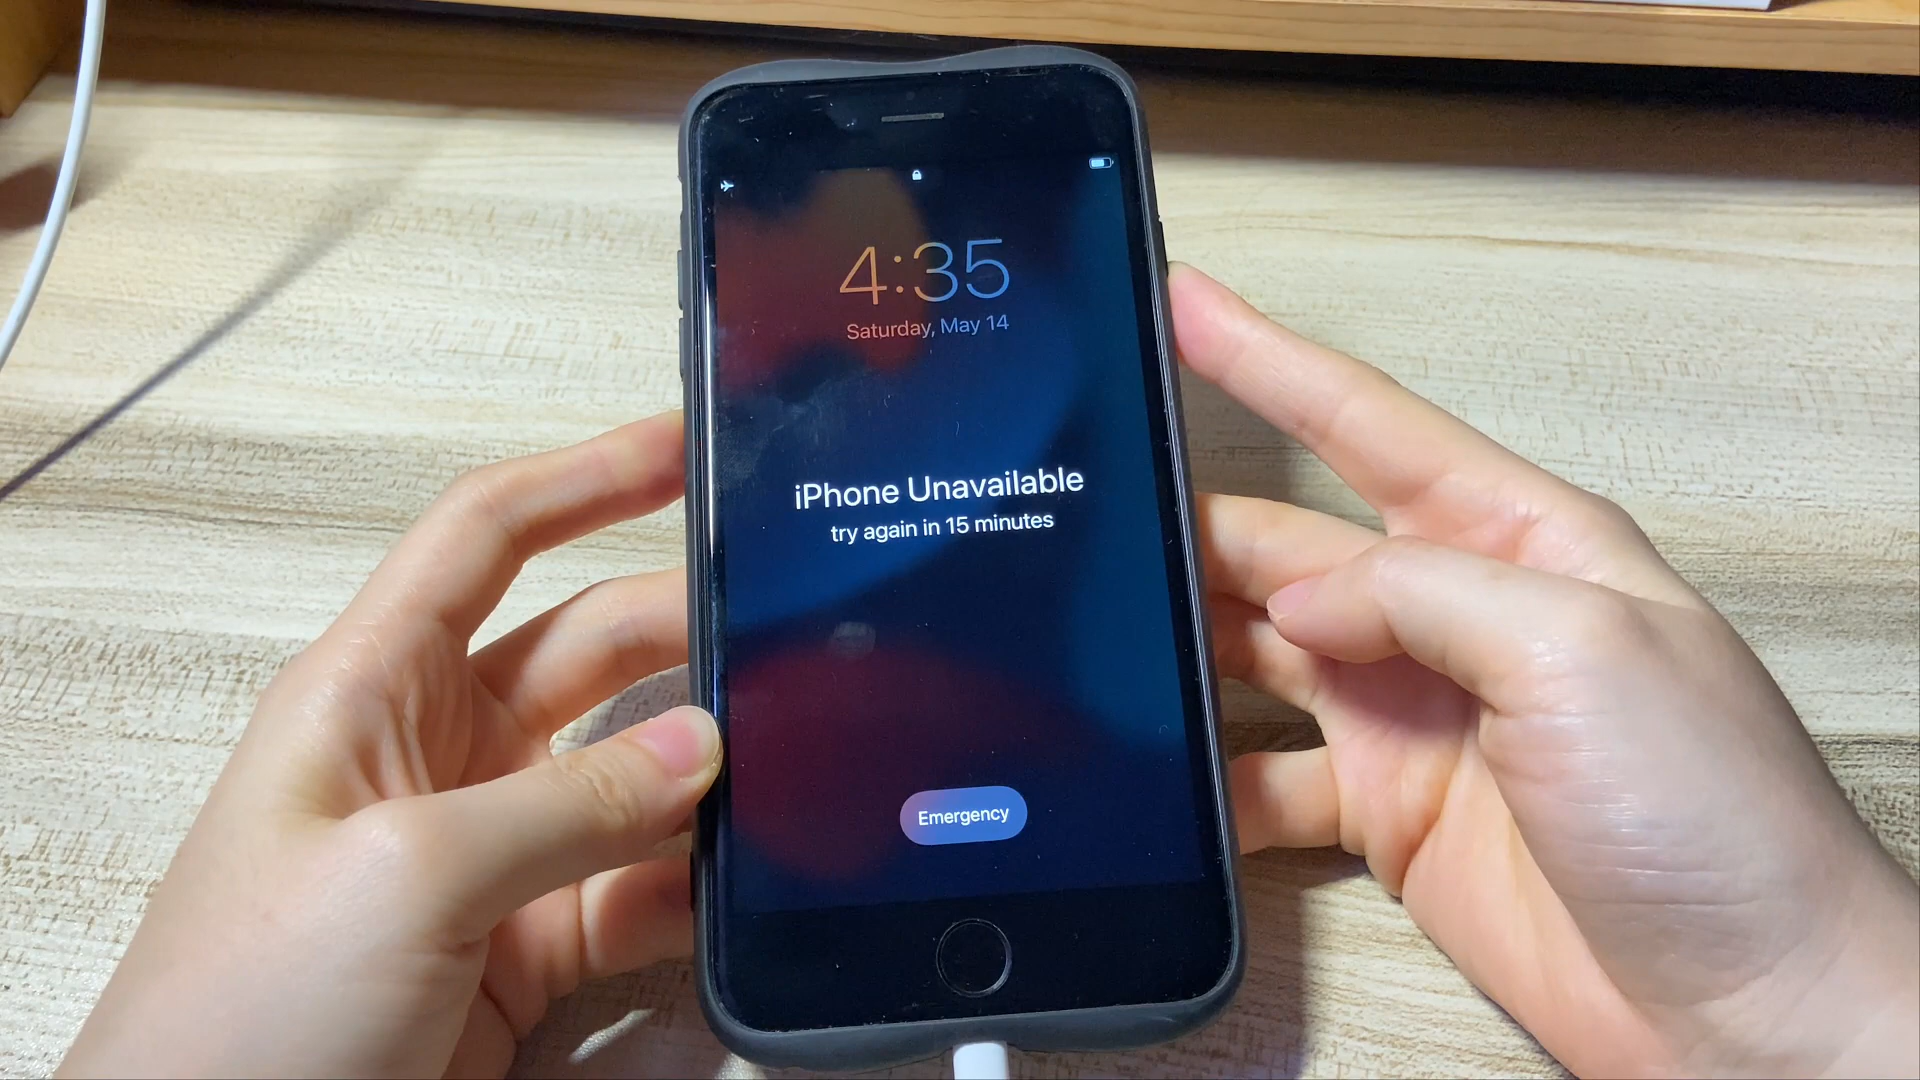 4:35
Saturday, May 14
iPhone Unavailable
try again in 15 minutes
Emergency